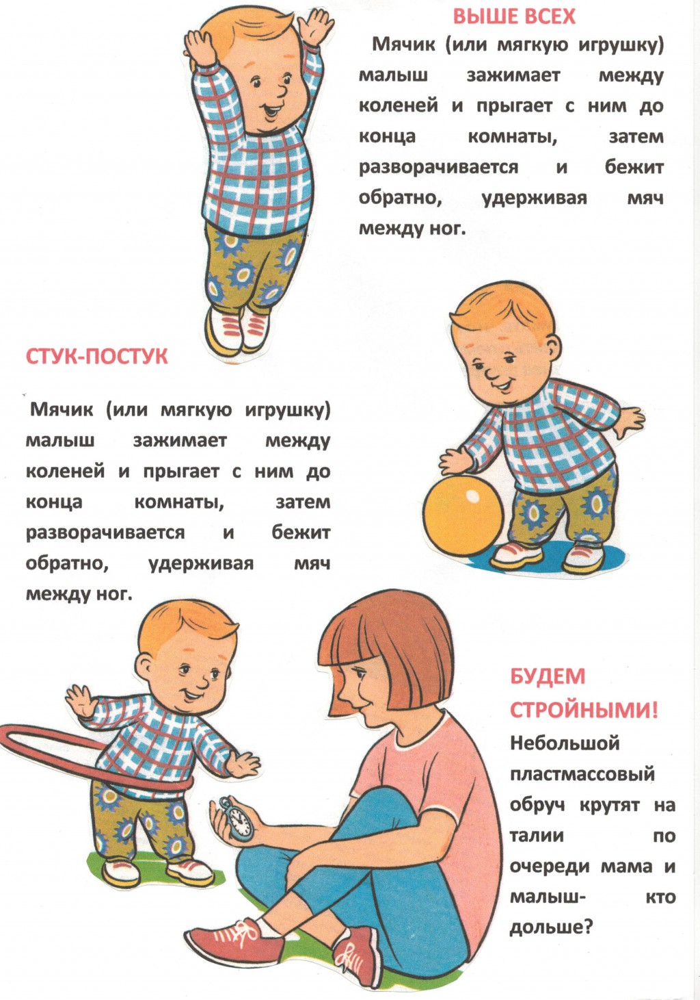 ВЫШЕ ВСЕХ
Мячик (или мягкую игрушку)
малыш зажимает между
коленей и прыгает с ним до
конца комнаты, затем
разворачивается и бежит
обратно, удерживая мяч
между ног.
СТУК-ПОСТУК
Мячик (или мягкую игрушку)
малыш зажимает между
коленей и прыгает с ним до
конца комнаты, затем
разворачивается и бежит
обратно, удерживая мяч
между ног.
БУДЕМ
СТРОЙНЫМИ!
Небольшой
пластмассовый
обруч крутят на
талии по
очереди мама и
малыш- кто
дольше?